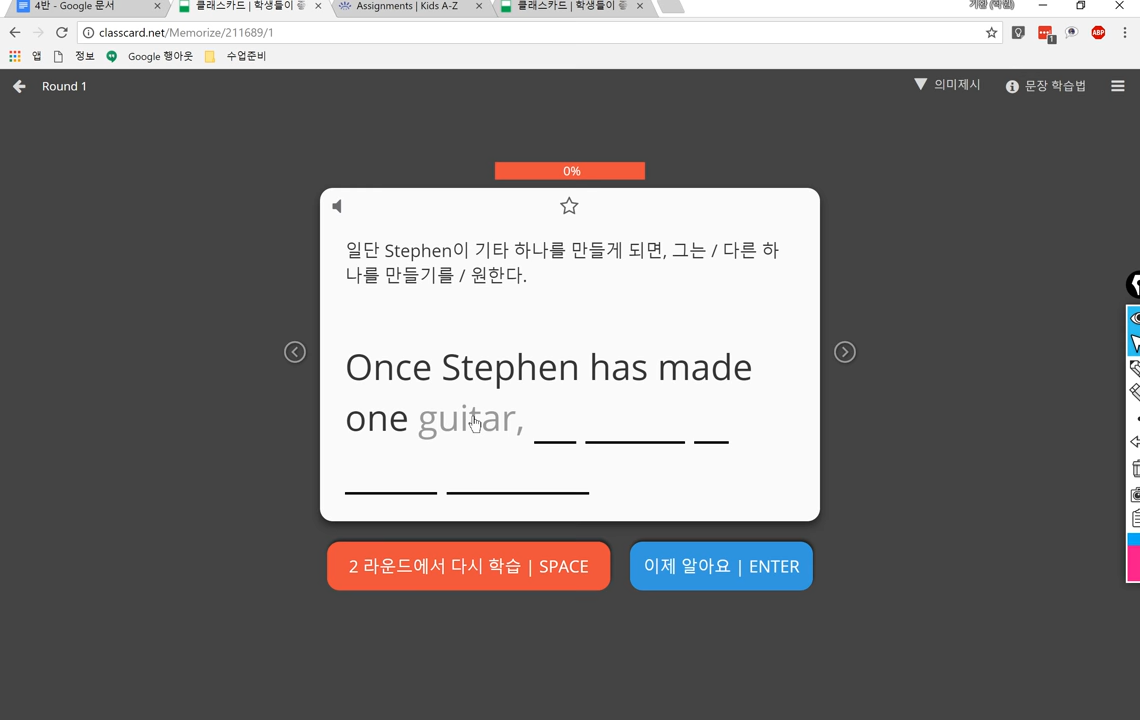 4반 - Google 문서
클래스카드 | 학생들이 좋
Assignments | Kids A-Z
클래스카드 | 학생들이 좋
classcard.net/Memorize/211689/1
1
ABP
앱
정보
Google 행아웃
수업준비
Round 1
의미제시
문장 학습법
0%
일단 Stephen이 기타 하나를 만들게 되면, 그는 / 다른 하
나를 만들기를 / 원한다.
Once Stephen has made
one guitar,
2 라운드에서 다시 학습 | SPACE
이제 알아요 | ENTER